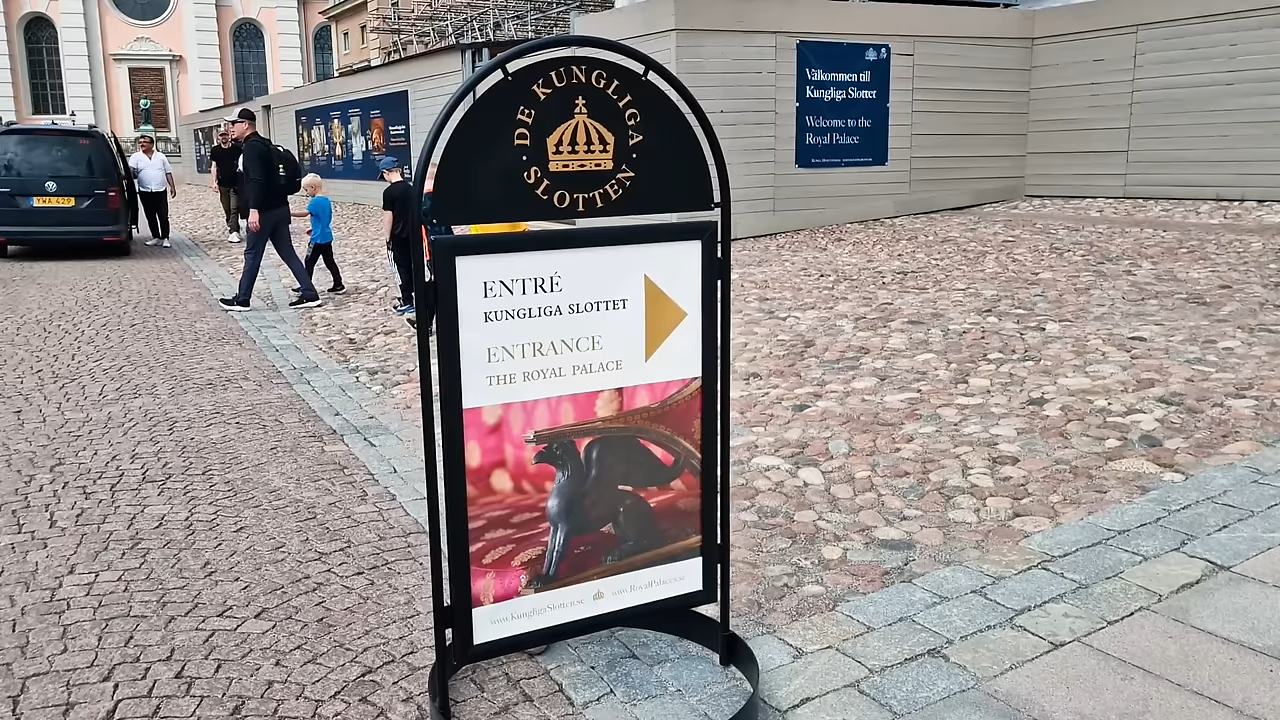 DE KUNGLIGA
SLOTTEN
ENTRÉ
KUNGLIGA SLOTTET
ENTRANCE
THE ROYAL PALACE
www.KungligaSlotten.se www.RoyalPalaces.se
Välkommen till
Kungliga Slottet
Welcome to the
Royal Palace
YWA 429